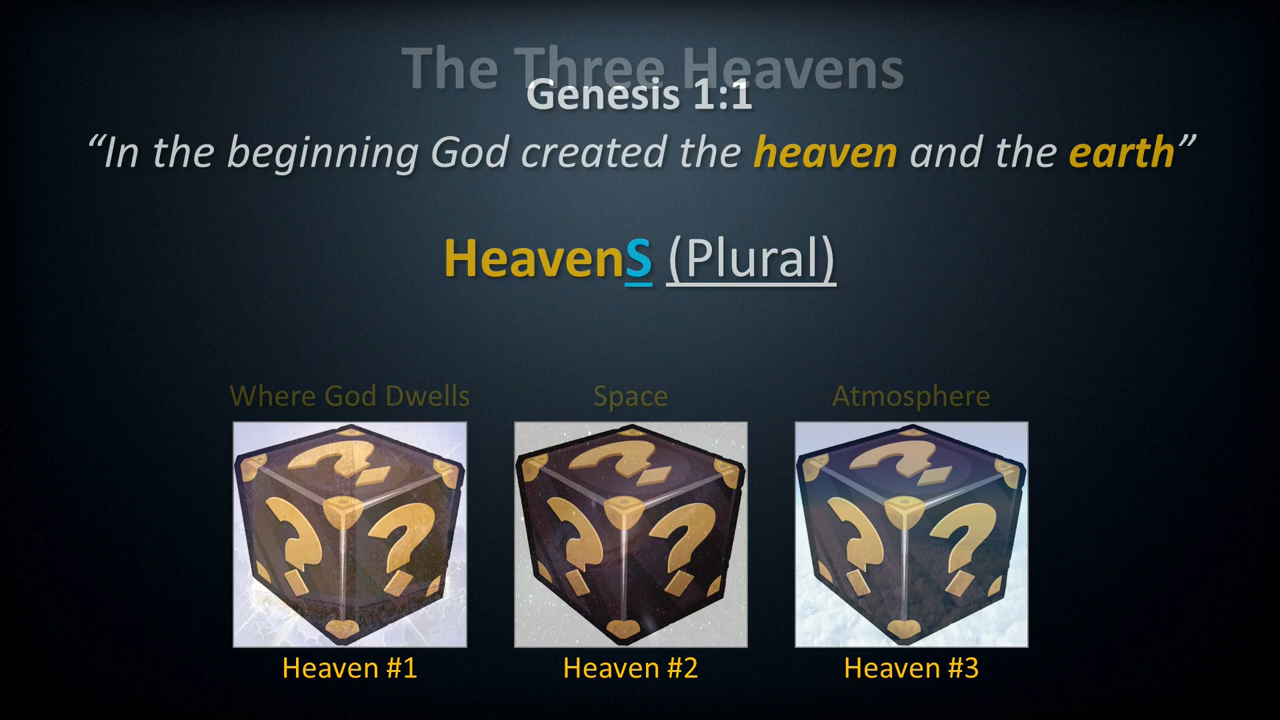 The Three Heavens
Genesis 1:1
“In the beginning God created the heaven and the earth”
HeavenS (Plural)
Where God Dwells Space Atmosphere
? ? ? ? ? ? ? ? ?
Heaven #1 Heaven #2 Heaven #3